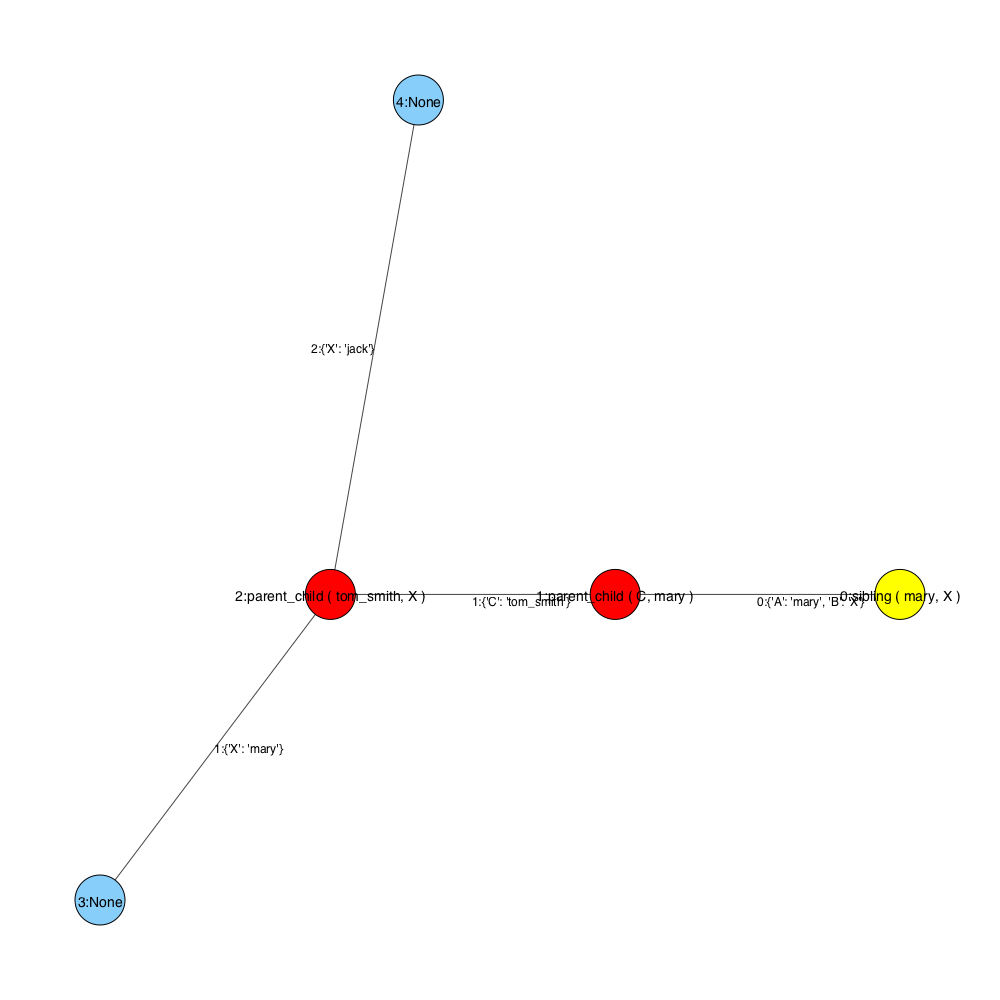 4:None
2:{'X': 'jack'}
2:parent_child ( tom_smith, X )
1:{'C': 'tom_smith'}
1:parent_child ( C, mary )
0:{'A': 'mary', 'B': 'X'}
0:sibling ( mary, X )
1:{'X': 'mary'}
3:None